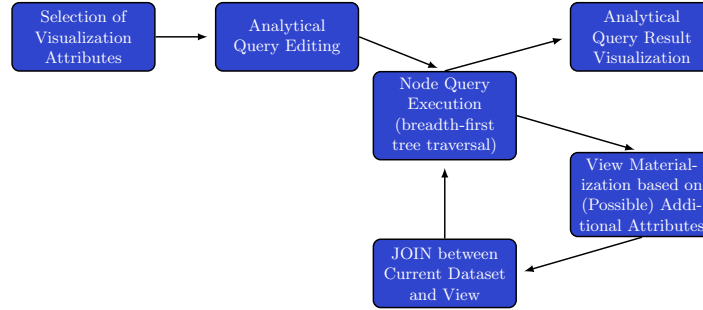 Selection of
Visualization
Attributes
Analytical
Query Editing
Analytical
Query Result
Visualization
Node Query
Execution
(breadth-first
tree traversal)
View Material-
ization based on
(Possible) Addi-
tional Attributes
JOIN between
Current Dataset
and View